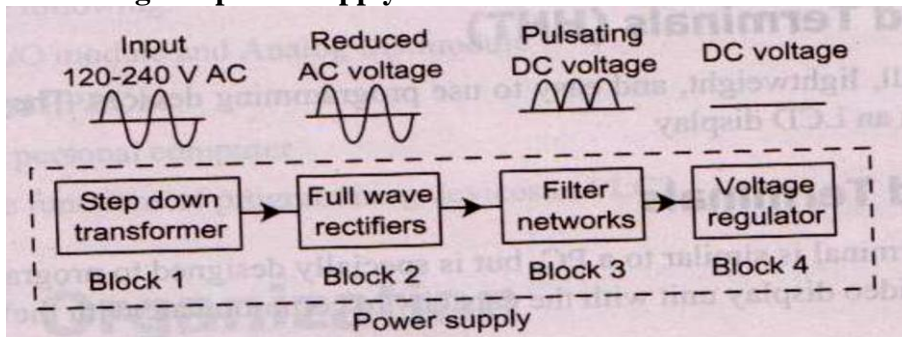 Input
120-240 V AC
Reduced
AC voltage
Pulsating
DC voltage
DC voltage
Step down
transformer
Full wave
rectifiers
Filter
networks
Voltage
regulator
Block 1
Block 2
Block 3
Block 4
Power supply